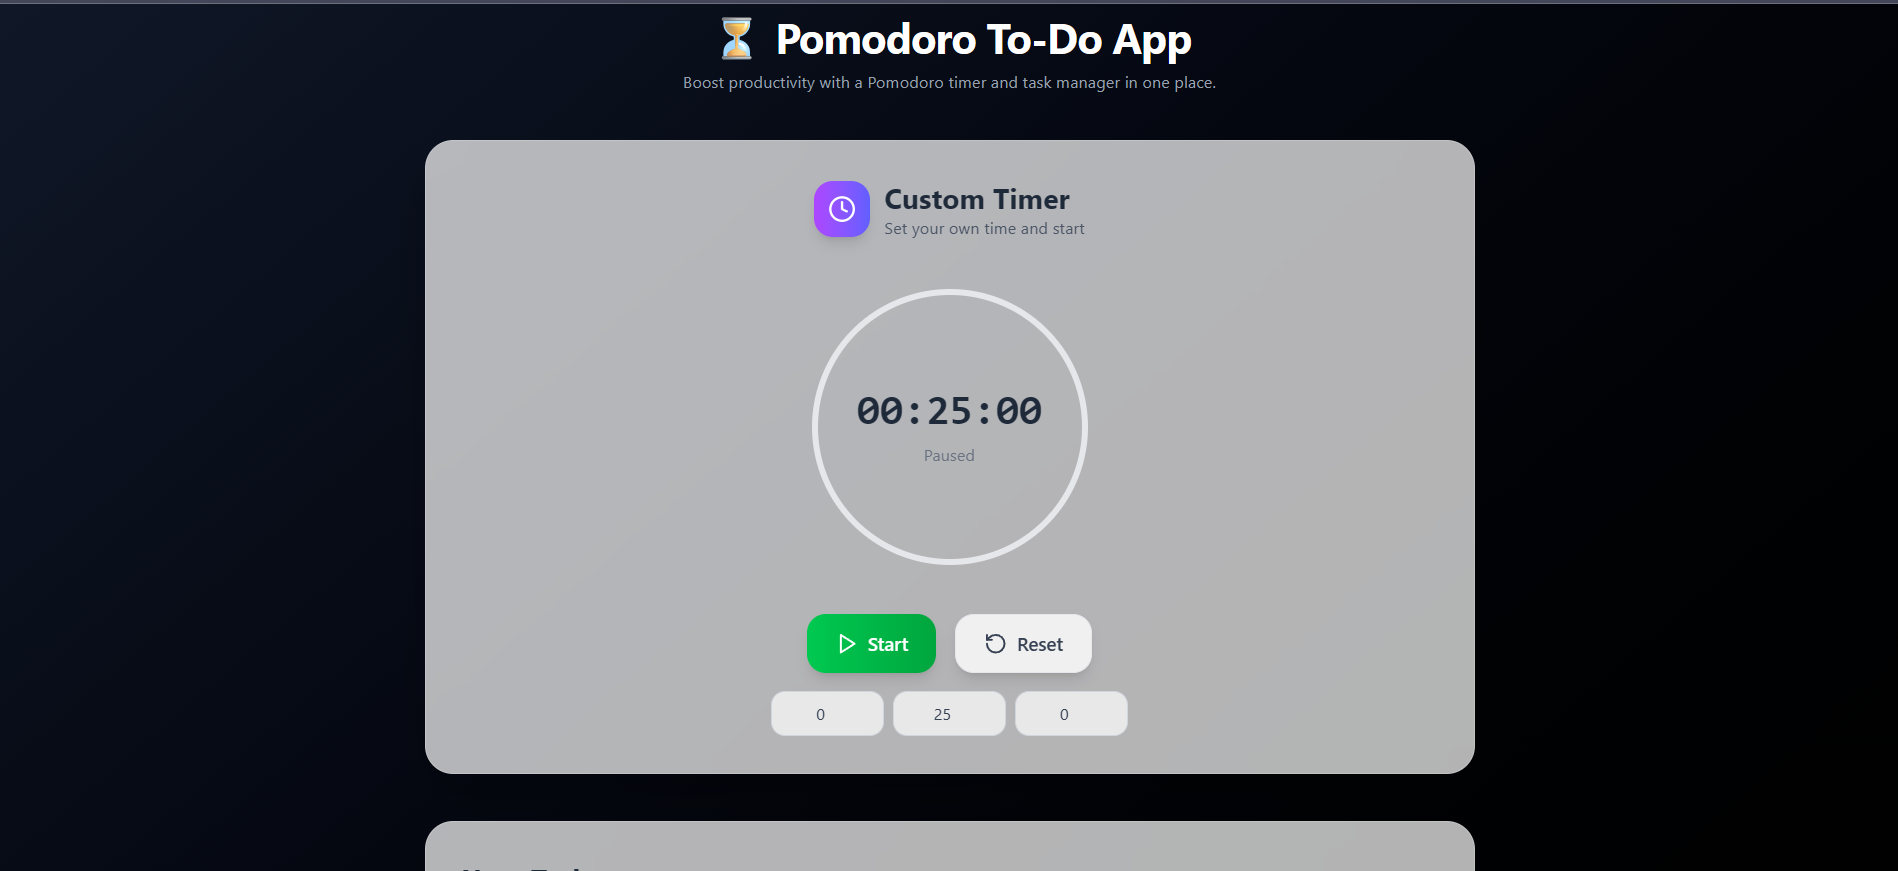 ⏳ Pomodoro To-Do App
Boost productivity with a Pomodoro timer and task manager in one place.
Custom Timer
Set your own time and start
00:25:00
Paused
Start
Reset
0
25
0